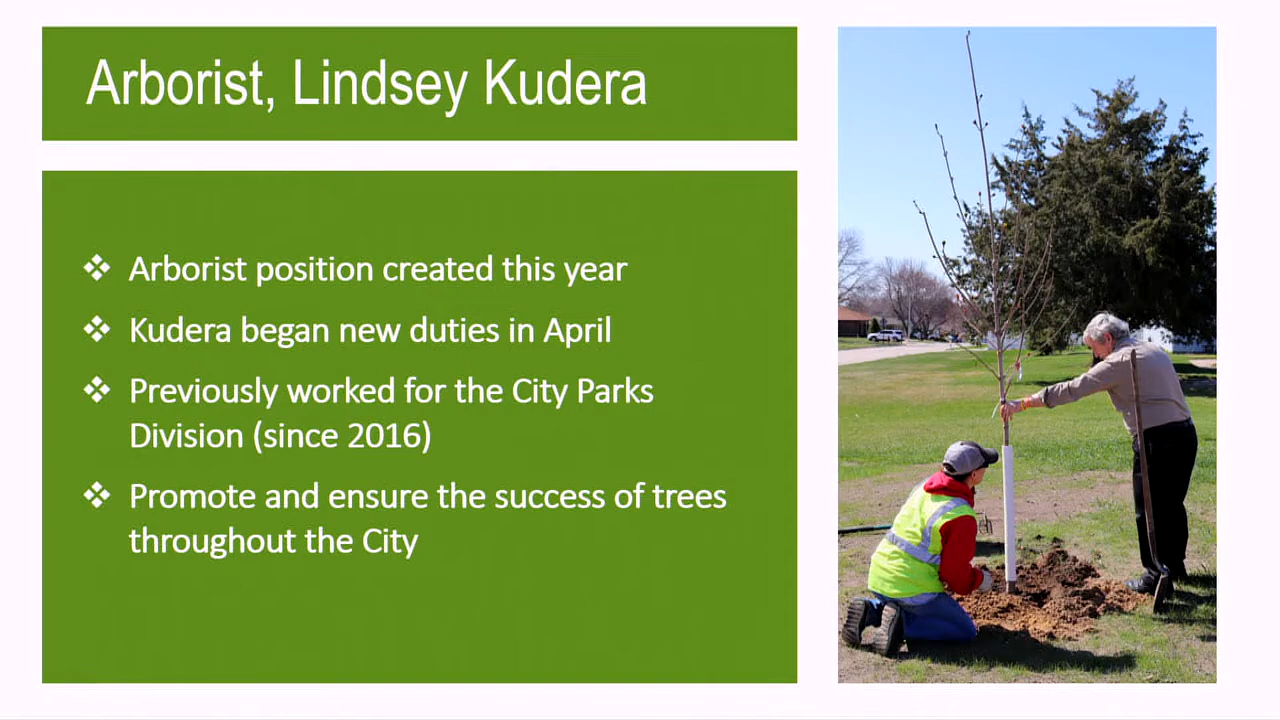 Arborist, Lindsey Kudera
❖ Arborist position created this year
❖ Kudera began new duties in April
❖ Previously worked for the City Parks
Division (since 2016)
❖ Promote and ensure the success of trees
throughout the City